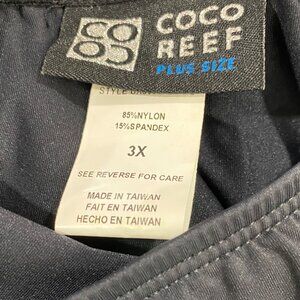 COCO
REEF
PLUS SIZE
85%NYLON
15%SPANDEX
3X
SEE REVERSE FOR CARE
MADE IN TAIWAN
FAIT EN TAIWAN
HECHO EN TAIWAN